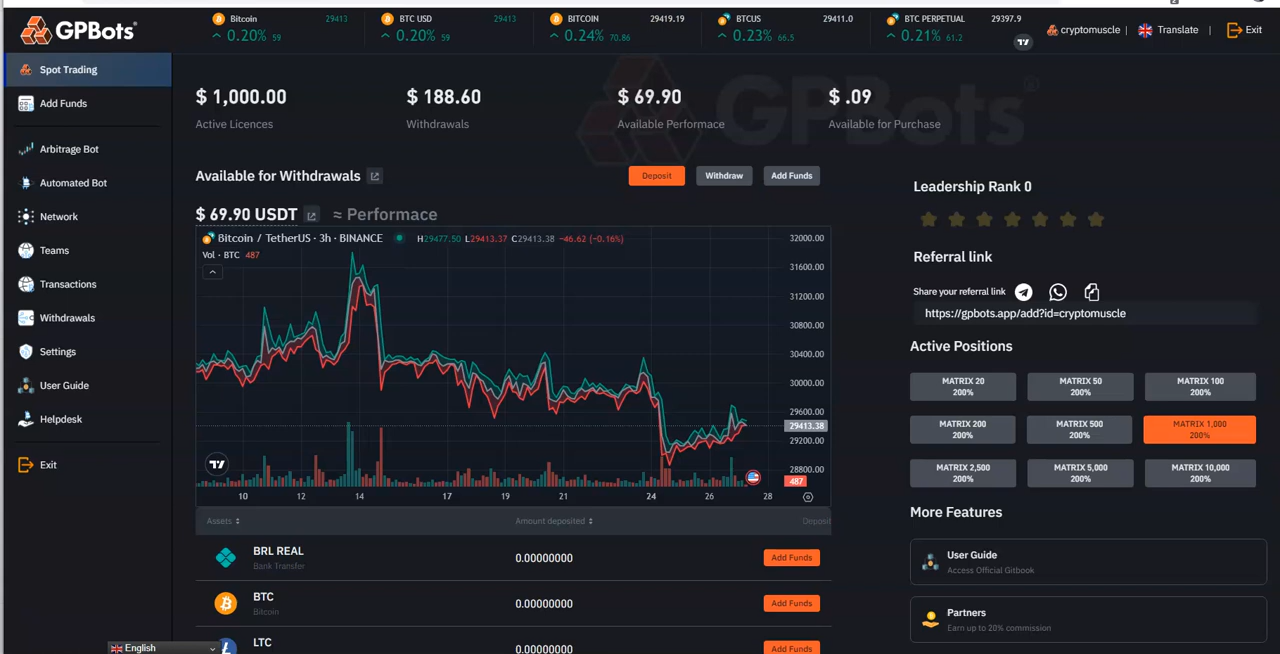 GPBots®
Bitcoin 29413
0.20% 59
BTC USD 29413
0.20% 59
BITCOIN 29419.19
0.24% 70.86
BTCUS 29411.0
0.23% 66.5
BTC PERPETUAL 29397.9
0.21% 61.2
cryptomuscle |
Translate |
Exit
Spot Trading
Add Funds
Arbitrage Bot
Automated Bot
Network
Teams
Transactions
Withdrawals
Settings
User Guide
Helpdesk
Exit
English
GPBots®
$ 1,000.00
Active Licences
$ 188.60
Withdrawals
$ 69.90
Available Performace
$ .09
Available for Purchase
Available for Withdrawals
Deposit
Withdraw
Add Funds
$ 69.90 USDT ≈ Performace
Bitcoin / TetherUS · 3h · BINANCE H29477.50 L29413.37 C29413.38 -46.62 (-0.16%)
Vol · BTC 487
32000.00
31600.00
31200.00
30800.00
30400.00
30000.00
29600.00
29413.38
29200.00
28800.00
487
10 12 14 17 19 21 24 26 28
Assets Amount deposited Deposit
BRL REAL
Bank Transfer
0.00000000
Add Funds
BTC
Bitcoin
0.00000000
Add Funds
LTC
0.00000000
Add Funds
Leadership Rank 0
Referral link
Share your referral link
https://gpbots.app/add?id=cryptomuscle
Active Positions
MATRIX 20
200%
MATRIX 50
200%
MATRIX 100
200%
MATRIX 200
200%
MATRIX 500
200%
MATRIX 1,000
200%
MATRIX 2,500
200%
MATRIX 5,000
200%
MATRIX 10,000
200%
More Features
User Guide
Access Official Gitbook
Partners
Earn up to 20% commission